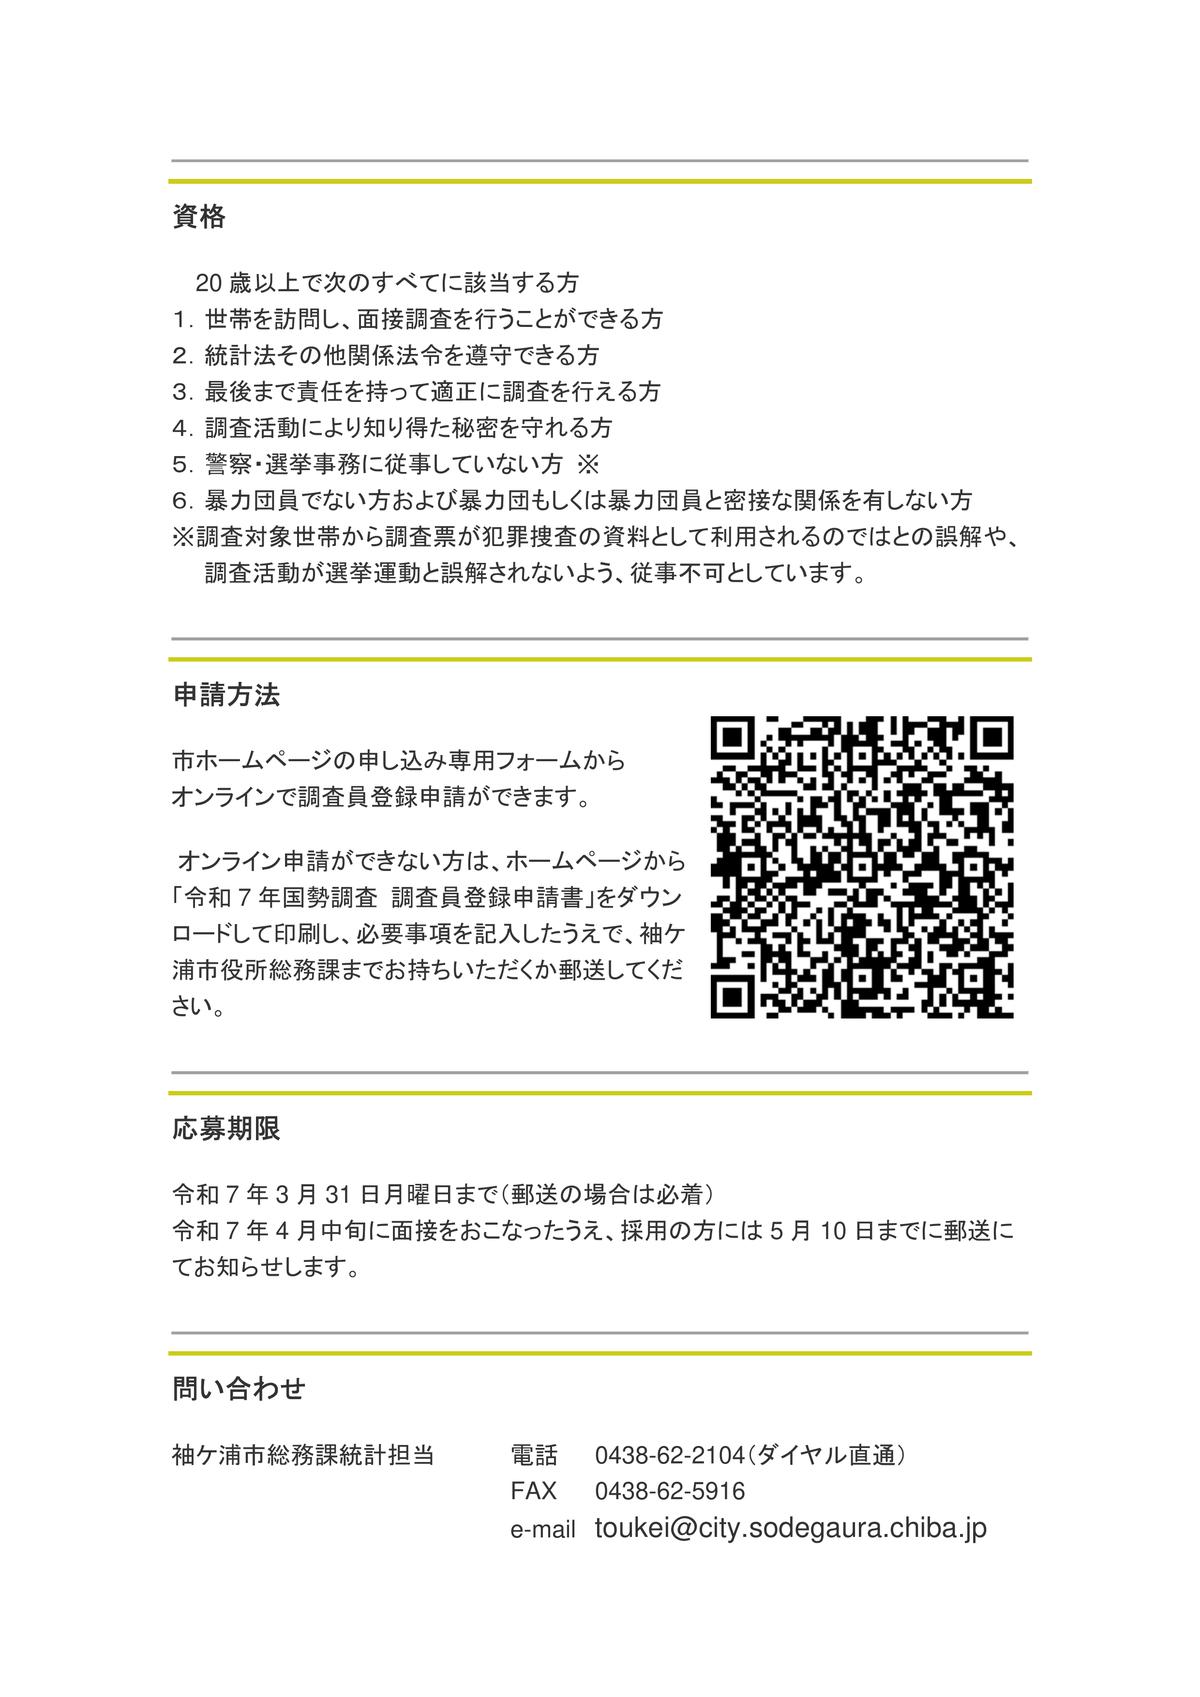 資格
20 歳以上で次のすべてに該当する方
１．世帯を訪問し、面接調査を行うことができる方
２．統計法その他関係法令を遵守できる方
３．最後まで責任を持って適正に調査を行える方
４．調査活動により知り得た秘密を守れる方
５．警察・選挙事務に従事していない方 ※
６．暴力団員でない方および暴力団もしくは暴力団員と密接な関係を有しない方
※調査対象世帯から調査票が犯罪捜査の資料として利用されるのではとの誤解や、
調査活動が選挙運動と誤解されないよう、従事不可としています。
申請方法
市ホームページの申し込み専用フォームから
オンラインで調査員登録申請ができます。
オンライン申請ができない方は、ホームページから
「令和 7 年国勢調査 調査員登録申請書」をダウン
ロードして印刷し、必要事項を記入したうえで、袖ケ
浦市役所総務課までお持ちいただくか郵送してくだ
さい。
応募期限
令和 7 年 3 月 31 日月曜日まで（郵送の場合は必着）
令和 7 年 4 月中旬に面接をおこなったうえ、採用の方には 5 月 10 日までに郵送に
てお知らせします。
問い合わせ
袖ケ浦市総務課統計担当 電話 0438-62-2104（ダイヤル直通）
FAX 0438-62-5916
e-mail toukei@city.sodegaura.chiba.jp